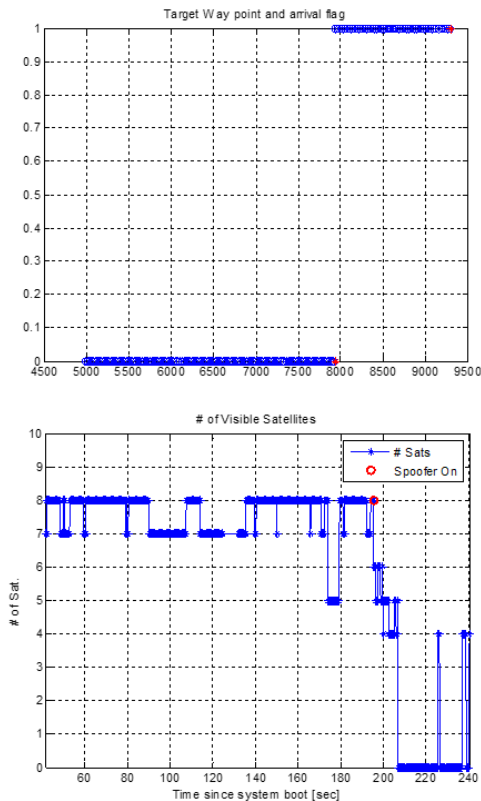 Target Way point and arrival flag
1
0.9
0.8
0.7
0.6
0.5
0.4
0.3
0.2
0.1
0
4500 5000 5500 6000 6500 7000 7500 8000 8500 9000 9500
# of Visible Satellites
10
9
8
7
6
5
4
3
2
1
0
# of Sat.
# Sats
Spoofer On
60 80 100 120 140 160 180 200 220 240
Time since system boot [sec]